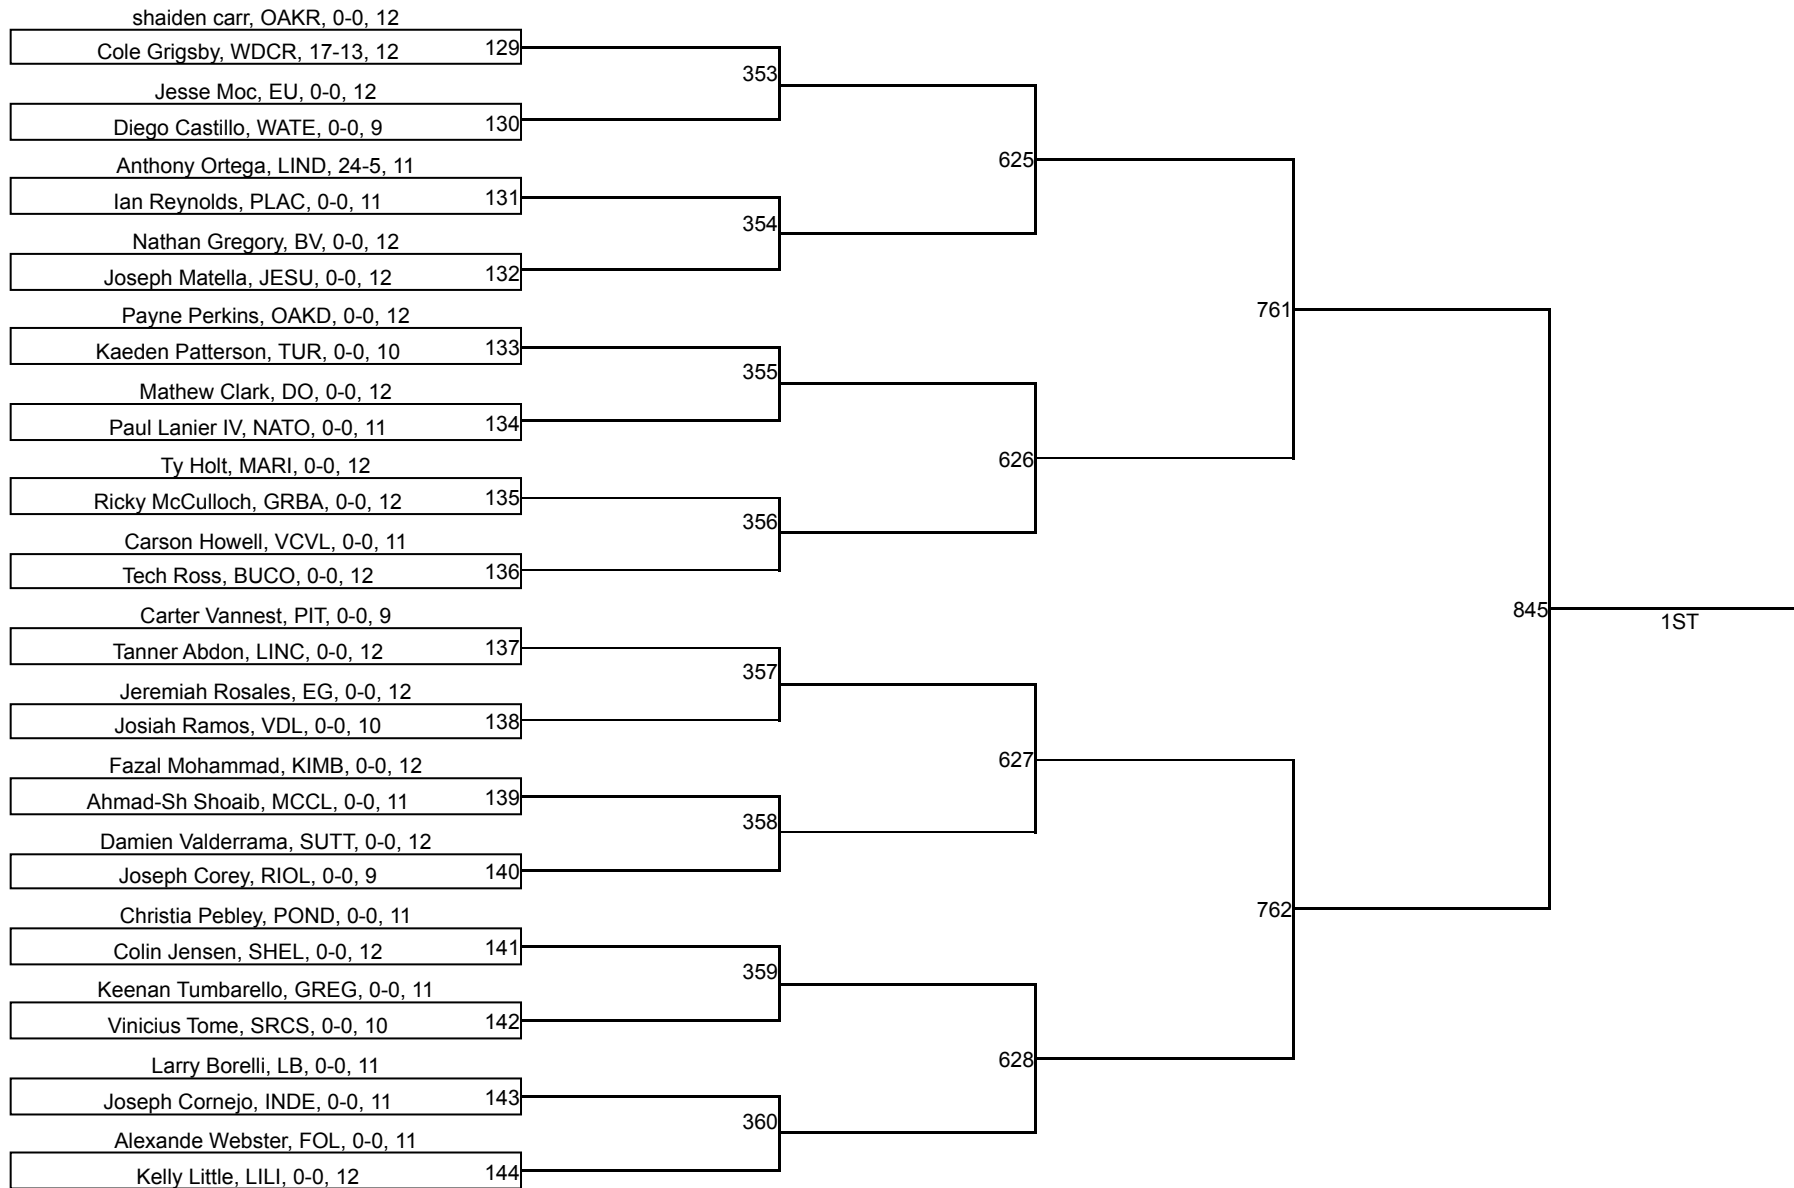 shaiden carr, OAKR, 0-0, 12
Cole Grigsby, WDCR, 17-13, 12
129
353
Jesse Moc, EU, 0-0, 12
Diego Castillo, WATE, 0-0, 9
130
Anthony Ortega, LIND, 24-5, 11
625
Ian Reynolds, PLAC, 0-0, 11
131
354
Nathan Gregory, BV, 0-0, 12
Joseph Matella, JESU, 0-0, 12
132
Payne Perkins, OAKD, 0-0, 12
761
Kaeden Patterson, TUR, 0-0, 10
133
355
Mathew Clark, DO, 0-0, 12
Paul Lanier IV, NATO, 0-0, 11
134
Ty Holt, MARI, 0-0, 12
626
Ricky McCulloch, GRBA, 0-0, 12
135
356
Carson Howell, VCVL, 0-0, 11
Tech Ross, BUCO, 0-0, 12
136
Carter Vannest, PIT, 0-0, 9
845
1ST
Tanner Abdon, LINC, 0-0, 12
137
357
Jeremiah Rosales, EG, 0-0, 12
Josiah Ramos, VDL, 0-0, 10
138
Fazal Mohammad, KIMB, 0-0, 12
627
Ahmad-Sh Shoaib, MCCL, 0-0, 11
139
358
Damien Valderrama, SUTT, 0-0, 12
Joseph Corey, RIOL, 0-0, 9
140
Christia Pebley, POND, 0-0, 11
762
Colin Jensen, SHEL, 0-0, 12
141
359
Keenan Tumbarello, GREG, 0-0, 11
Vinicius Tome, SRCS, 0-0, 10
142
Larry Borelli, LB, 0-0, 11
628
Joseph Cornejo, INDE, 0-0, 11
143
360
Alexande Webster, FOL, 0-0, 11
Kelly Little, LILI, 0-0, 12
144